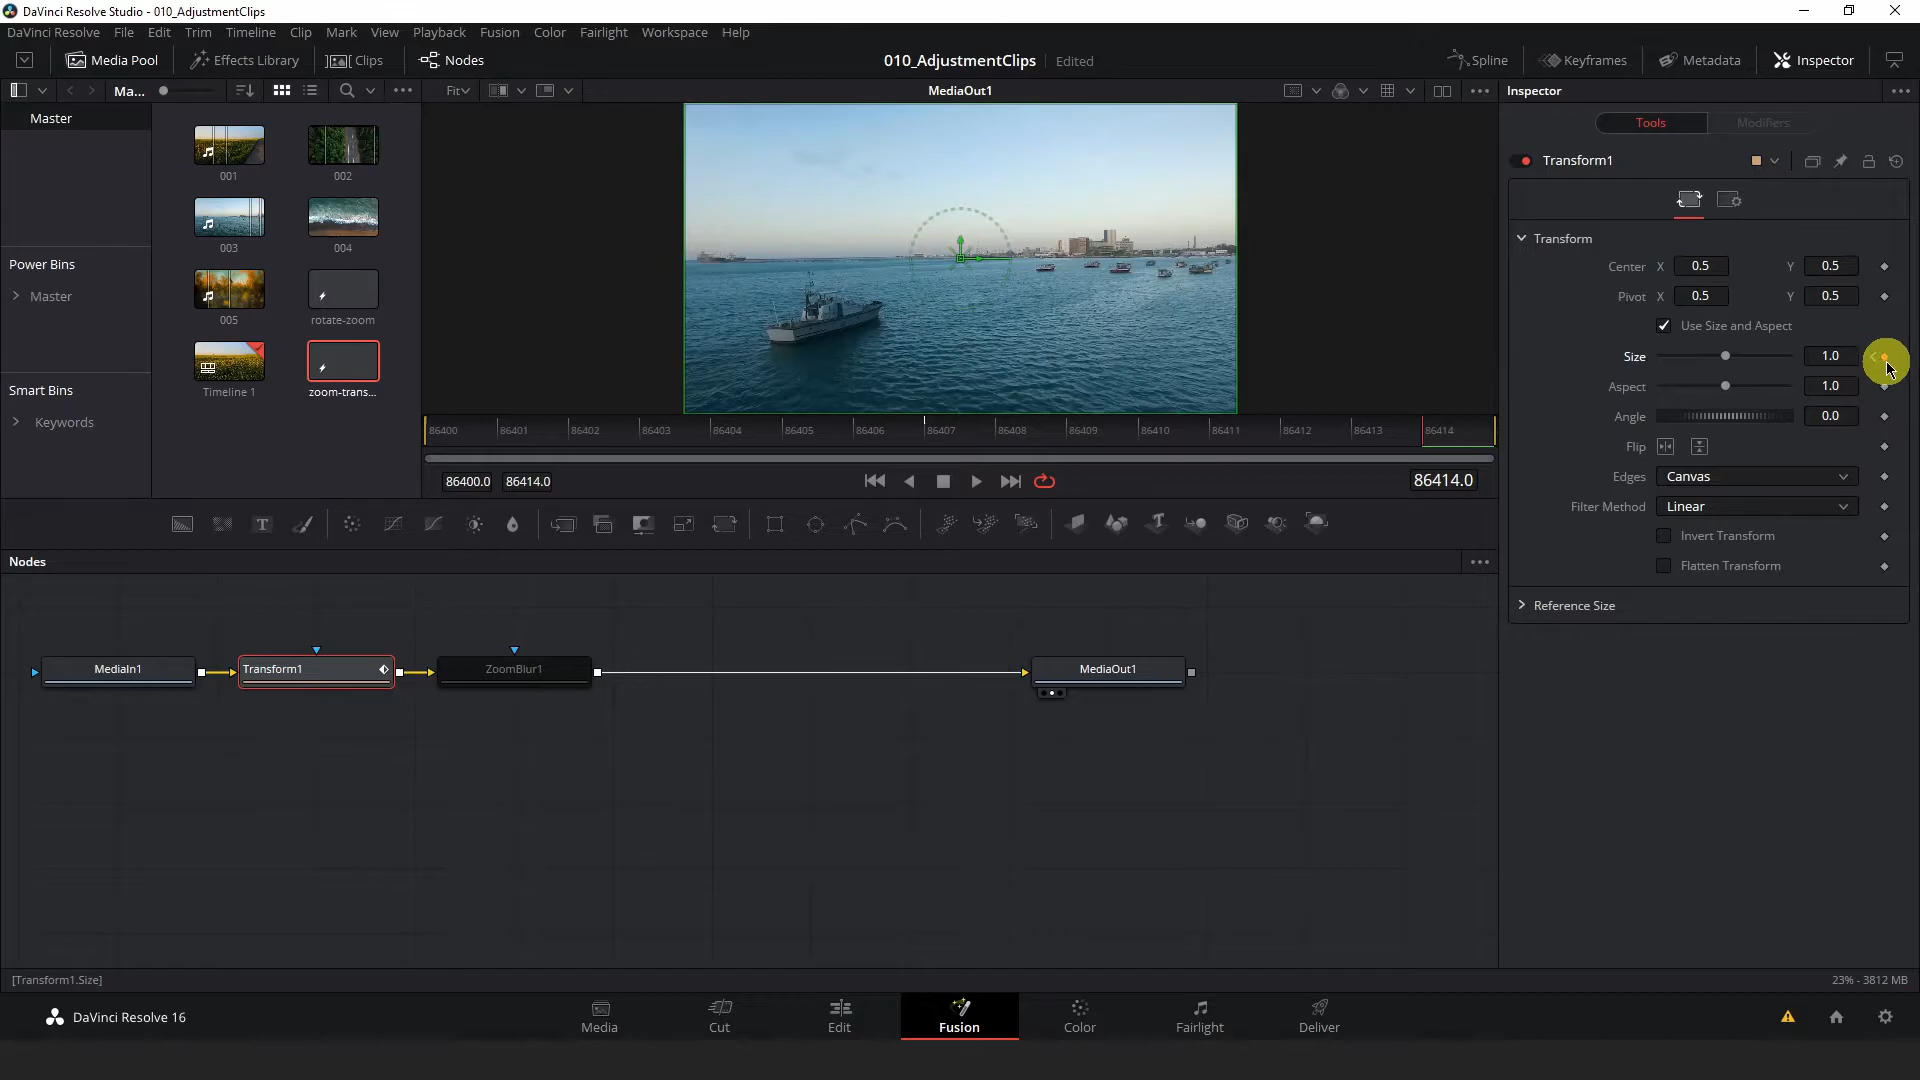 DaVinci Resolve Studio - 010_AdjustmentClips
DaVinci Resolve File Edit Trim Timeline Clip Mark View Playback Fusion Color Fairlight Workspace Help
Media Pool Effects Library Clips Nodes 010_AdjustmentClips Edited Spline Keyframes Metadata Inspector
Ma... Fit MediaOut1 Inspector
Master
Power Bins
Master
Smart Bins
Keywords
001 002
003 004
005 rotate-zoom
Timeline 1 zoom-trans...
86400 86401 86402 86403 86404 86405 86406 86407 86408 86409 86410 86411 86412 86413 86414
86400.0 86414.0 86414.0
Tools Modifiers
Transform1
Transform
Center X 0.5 Y 0.5
Pivot X 0.5 Y 0.5
Use Size and Aspect
Size 1.0
Aspect 1.0
Angle 0.0
Flip
Edges Canvas
Filter Method Linear
Invert Transform
Flatten Transform
Reference Size
T
Nodes
MediaIn1 Transform1 ZoomBlur1 MediaOut1
[Transform1.Size] 23% - 3812 MB
DaVinci Resolve 16 Media Cut Edit Fusion Color Fairlight Deliver